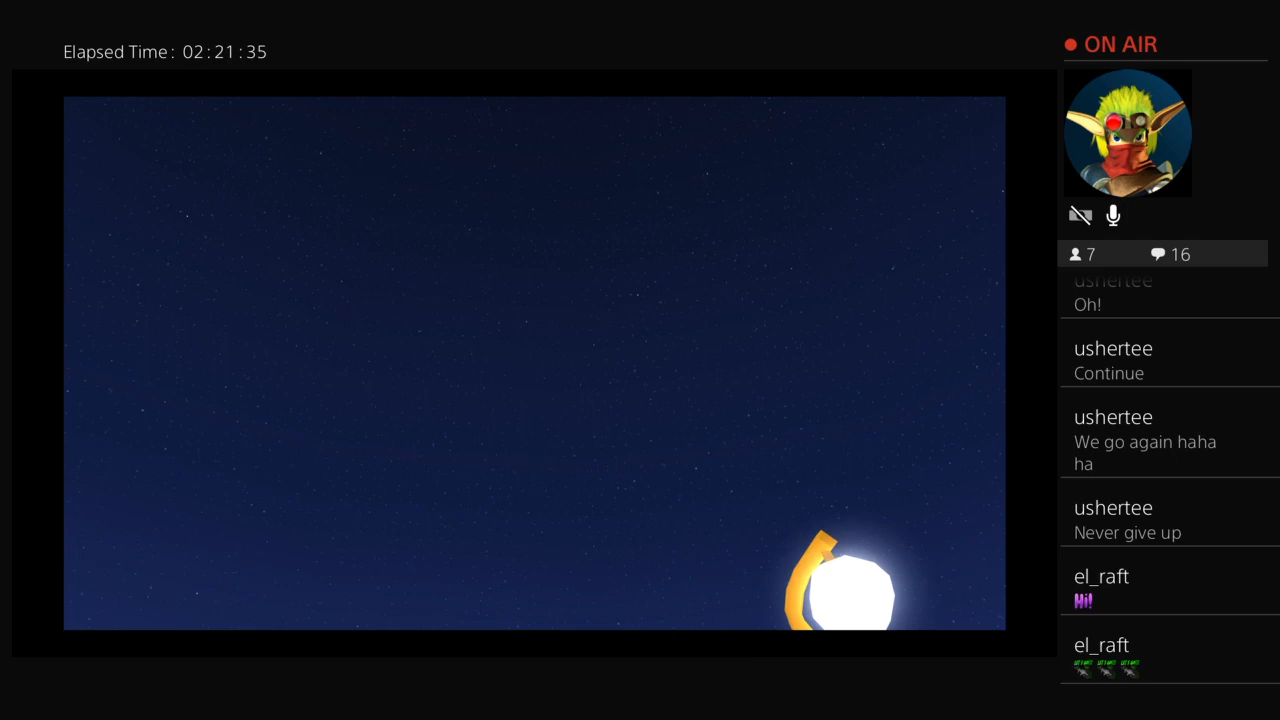 Elapsed Time: 02:21:35
ON AIR
7
16
ushertee
Oh!
ushertee
Continue
ushertee
We go again haha
ha
ushertee
Never give up
el_raft
Hi!
el_raft